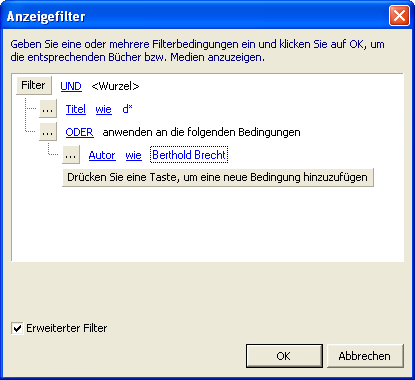 Anzeigefilter
Geben Sie eine oder mehrere Filterbedingungen ein und klicken Sie auf OK, um
die entsprechenden Bücher bzw. Medien anzuzeigen.
Filter UND <Wurzel>
... Titel wie d*
... ODER anwenden an die folgenden Bedingungen
... Autor wie Berthold Brecht
Drücken Sie eine Taste, um eine neue Bedingung hinzuzufügen
Erweiterter Filter
OK Abbrechen